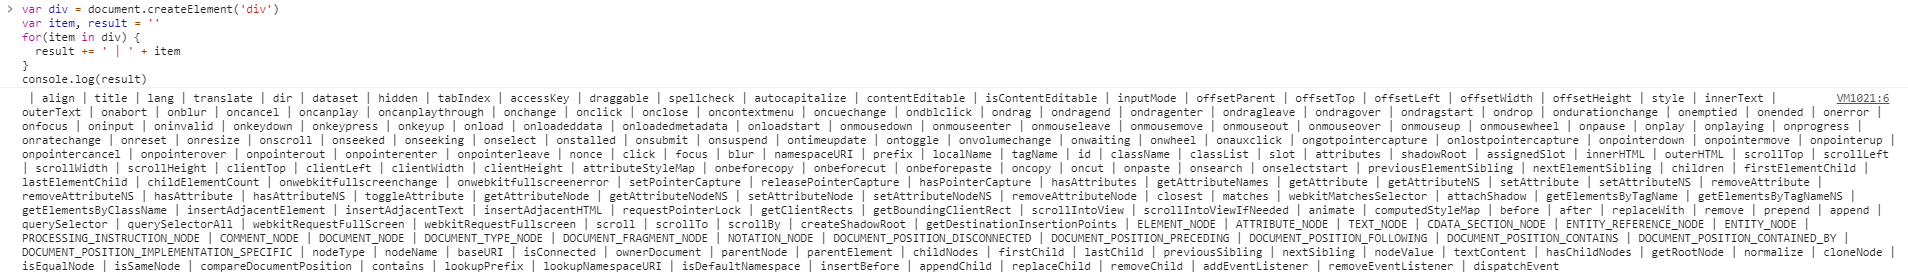 > var div = document.createElement('div')
var item, result = ''
for(item in div) {
result += ' | ' + item
}
console.log(result)
| align | title | lang | translate | dir | dataset | hidden | tabIndex | accessKey | draggable | spellcheck | autocapitalize | contentEditable | isContentEditable | inputMode | offsetParent | offsetTop | offsetLeft | offsetWidth | offsetHeight | style | innerText | VM1021:6
outerText | onabort | onblur | oncancel | oncanplay | oncanplaythrough | onchange | onclick | onclose | oncontextmenu | oncuechange | ondblclick | ondrag | ondragend | ondragenter | ondragleave | ondragover | ondragstart | ondrop | ondurationchange | onemptied | onended | onerror |
onfocus | oninput | oninvalid | onkeydown | onkeypress | onkeyup | onload | onloadeddata | onloadedmetadata | onloadstart | onmousedown | onmouseenter | onmouseleave | onmousemove | onmouseout | onmouseover | onmouseup | onmousewheel | onpause | onplay | onplaying | onprogress |
onratechange | onreset | onresize | onscroll | onseeked | onseeking | onselect | onstalled | onsubmit | onsuspend | ontimeupdate | ontoggle | onvolumechange | onwaiting | onwheel | onauxclick | ongotpointercapture | onlostpointercapture | onpointerdown | onpointermove | onpointerup |
onpointercancel | onpointerover | onpointerout | onpointerenter | onpointerleave | nonce | click | focus | blur | namespaceURI | prefix | localName | tagName | id | className | classList | slot | attributes | shadowRoot | assignedSlot | innerHTML | outerHTML | scrollTop | scrollLeft
| scrollWidth | scrollHeight | clientTop | clientLeft | clientWidth | clientHeight | attributeStyleMap | onbeforecopy | onbeforecut | onbeforepaste | oncopy | oncut | onpaste | onsearch | onselectstart | previousElementSibling | nextElementSibling | children | firstElementChild |
lastElementChild | childElementCount | onwebkitfullscreenchange | onwebkitfullscreenerror | setPointerCapture | releasePointerCapture | hasPointerCapture | hasAttributes | getAttributeNames | getAttribute | getAttributeNS | setAttribute | setAttributeNS | removeAttribute |
removeAttributeNS | hasAttribute | hasAttributeNS | toggleAttribute | getAttributeNode | getAttributeNodeNS | setAttributeNode | setAttributeNodeNS | removeAttributeNode | closest | matches | webkitMatchesSelector | attachShadow | getElementsByTagName | getElementsByTagNameNS |
getElementsByClassName | insertAdjacentElement | insertAdjacentText | insertAdjacentHTML | requestPointerLock | getClientRects | getBoundingClientRect | scrollIntoView | scrollIntoViewIfNeeded | animate | computedStyleMap | before | after | replaceWith | remove | prepend | append |
querySelector | querySelectorAll | webkitRequestFullScreen | webkitRequestFullscreen | scroll | scrollTo | scrollBy | createShadowRoot | getDestinationInsertionPoints | ELEMENT_NODE | ATTRIBUTE_NODE | TEXT_NODE | CDATA_SECTION_NODE | ENTITY_REFERENCE_NODE | ENTITY_NODE |
PROCESSING_INSTRUCTION_NODE | COMMENT_NODE | DOCUMENT_NODE | DOCUMENT_TYPE_NODE | DOCUMENT_FRAGMENT_NODE | NOTATION_NODE | DOCUMENT_POSITION_DISCONNECTED | DOCUMENT_POSITION_PRECEDING | DOCUMENT_POSITION_FOLLOWING | DOCUMENT_POSITION_CONTAINS | DOCUMENT_POSITION_CONTAINED_BY |
DOCUMENT_POSITION_IMPLEMENTATION_SPECIFIC | nodeType | nodeName | baseURI | isConnected | ownerDocument | parentNode | parentElement | childNodes | firstChild | lastChild | previousSibling | nextSibling | nodeValue | textContent | hasChildNodes | getRootNode | normalize | cloneNode |
isEqualNode | isSameNode | compareDocumentPosition | contains | lookupPrefix | lookupNamespaceURI | isDefaultNamespace | insertBefore | appendChild | replaceChild | removeChild | addEventListener | removeEventListener | dispatchEvent